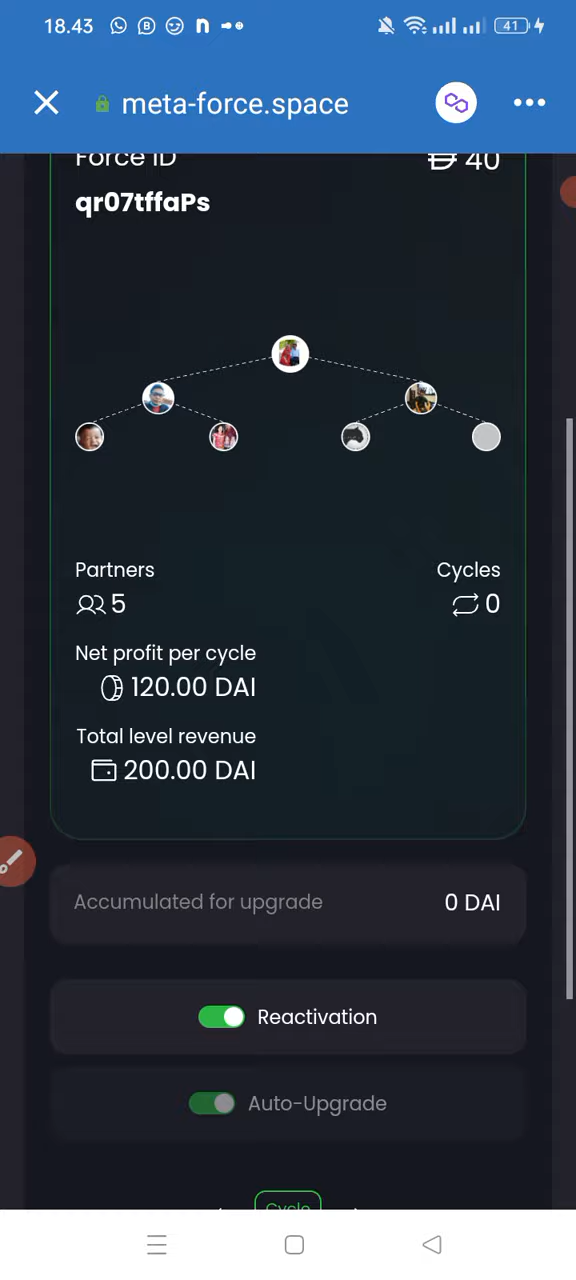 18.43
41
meta-force.space
Force ID
40
qr07tffaPs
Partners
Cycles
5
0
Net profit per cycle
120.00 DAI
Total level revenue
200.00 DAI
Accumulated for upgrade
0 DAI
Reactivation
Auto-Upgrade
Cycle